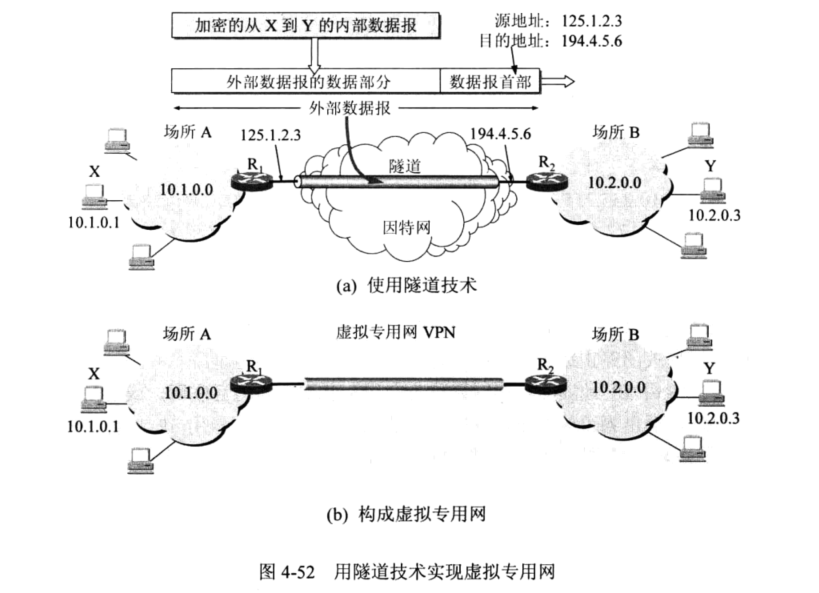 加密的从 X 到 Y 的内部数据报
源地址：125.1.2.3
目的地址：194.4.5.6
外部数据报的数据部分
数据报首部
外部数据报
场所 A
125.1.2.3
194.4.5.6
场所 B
X
R1
隧道
R2
Y
10.1.0.0
10.2.0.0
10.1.0.1
因特网
10.2.0.3
(a) 使用隧道技术
场所 A
虚拟专用网 VPN
场所 B
X
R1
R2
Y
10.1.0.0
10.2.0.0
10.1.0.1
10.2.0.3
(b) 构成虚拟专用网
图 4-52 用隧道技术实现虚拟专用网